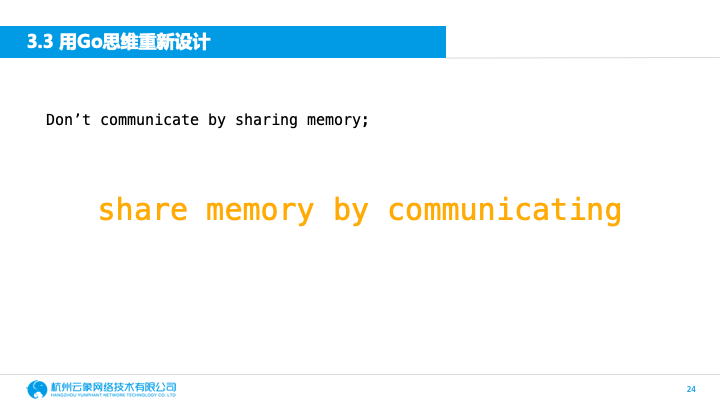 3.3 用Go思维重新设计
Don’t communicate by sharing memory;
share memory by communicating
杭州云象网络技术有限公司
HANGZHOU YUNPHANT NETWORK TECHNOLOGY CO. LTD
24